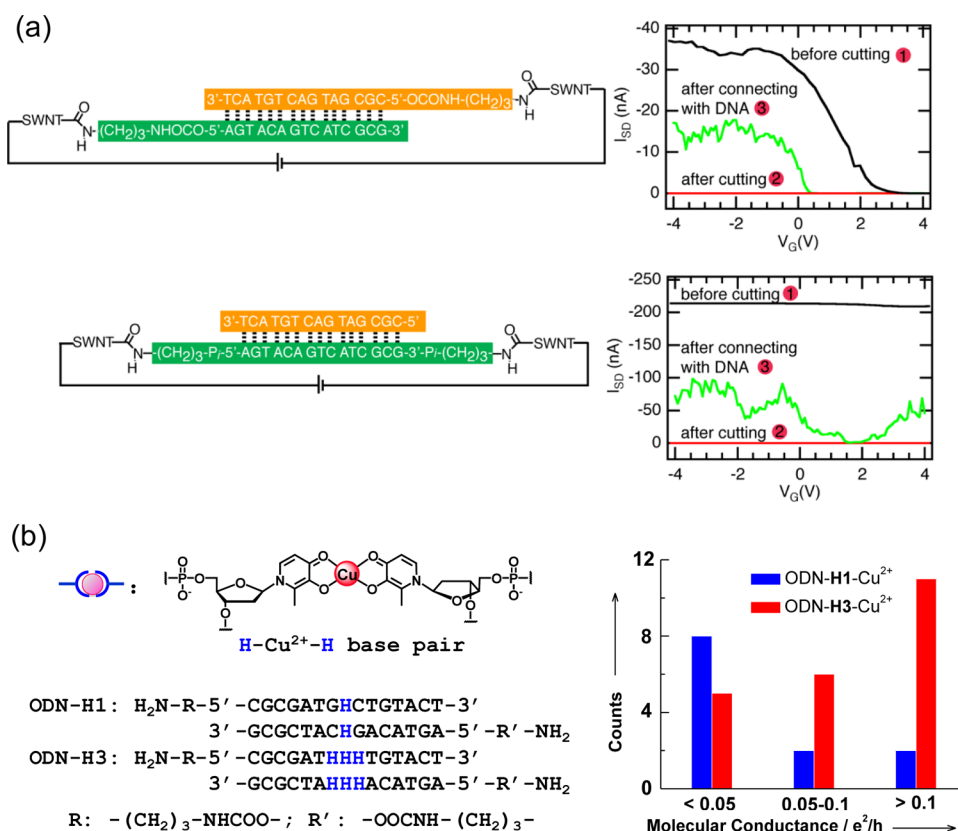 (a)
3'-TCA TGT CAG TAG CGC-5'-OCONH-(CH2)3 N H O SWNT
SWNT O N H (CH2)3-NHOCO-5'-AGT ACA GTC ATC GCG-3'
-40
-30
-20
-10
0
ISD (nA)
before cutting 1
after connecting
with DNA 3
after cutting 2
-4 -2 0 2 4
VG(V)
3'-TCA TGT CAG TAG CGC-5'
SWNT O N H -(CH2)3-Pi-5'-AGT ACA GTC ATC GCG-3'-Pi-(CH2)3- N H O SWNT
-250
-200
-150
-100
-50
0
ISD (nA)
before cutting 1
after connecting
with DNA 3
after cutting 2
-4 -2 0 2 4
VG(V)
(b)
:
O P O- O O N O O Cu O O N O O P O O-
H-Cu2+-H base pair
ODN-H1: H2N-R-5'-CGCGATGHCTGTACT-3'
3'-GCGCTACHGACATGA-5'-R'-NH2
ODN-H3: H2N-R-5'-CGCGATHHHTGTACT-3'
3'-GCGCTAHHHACATGA-5'-R'-NH2
R: -(CH2)3-NHCOO-; R': -OOCNH-(CH2)3-
12
8
4
0
Counts
ODN-H1-Cu2+
ODN-H3-Cu2+
< 0.05 0.05-0.1 > 0.1
Molecular Conductance / e2/h